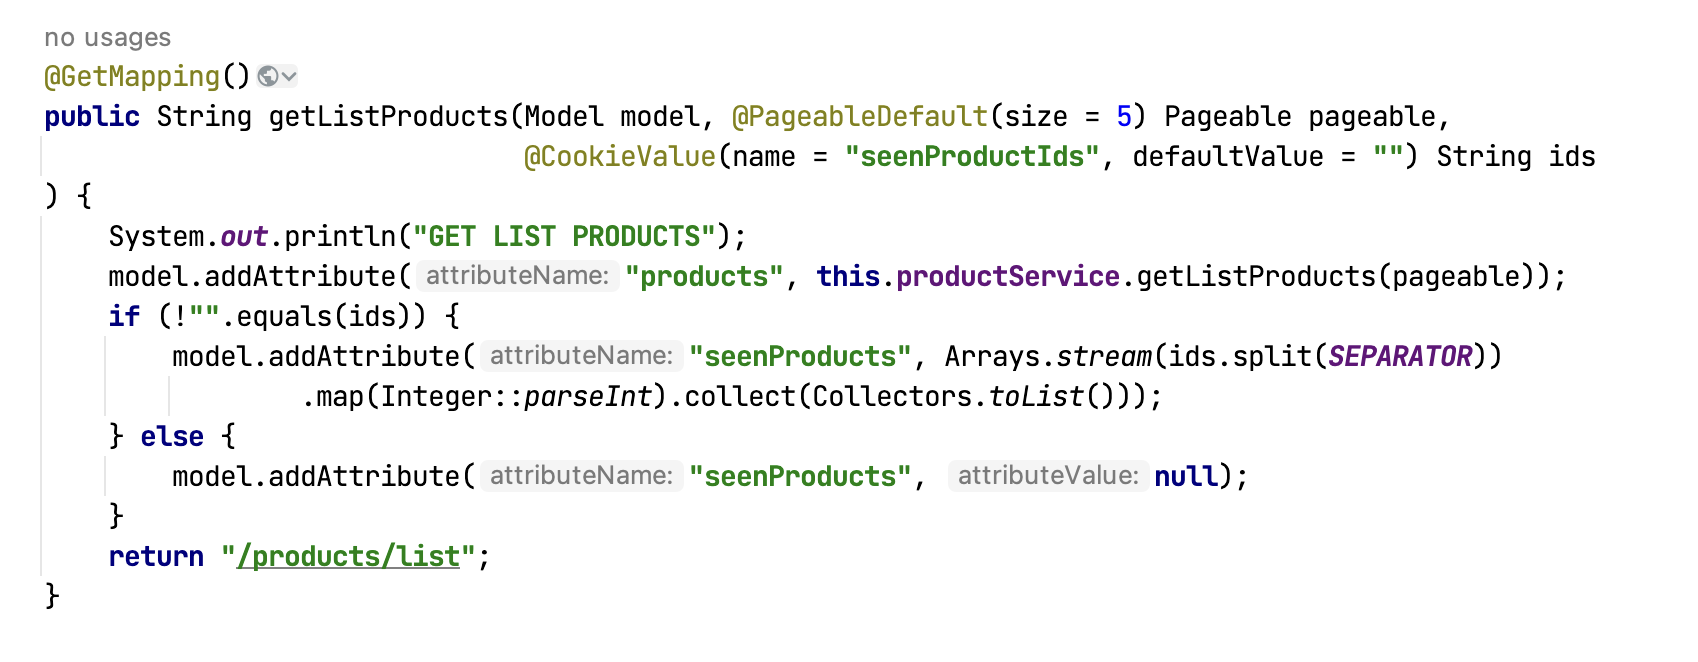 no usages
@GetMapping()
public String getListProducts(Model model, @PageableDefault(size = 5) Pageable pageable,
@CookieValue(name = "seenProductIds", defaultValue = "") String ids
) {
System.out.println("GET LIST PRODUCTS");
model.addAttribute( attributeName: "products", this.productService.getListProducts(pageable));
if (!"".equals(ids)) {
model.addAttribute( attributeName: "seenProducts", Arrays.stream(ids.split(SEPARATOR))
.map(Integer::parseInt).collect(Collectors.toList()));
} else {
model.addAttribute( attributeName: "seenProducts", attributeValue: null);
}
return "/products/list";
}